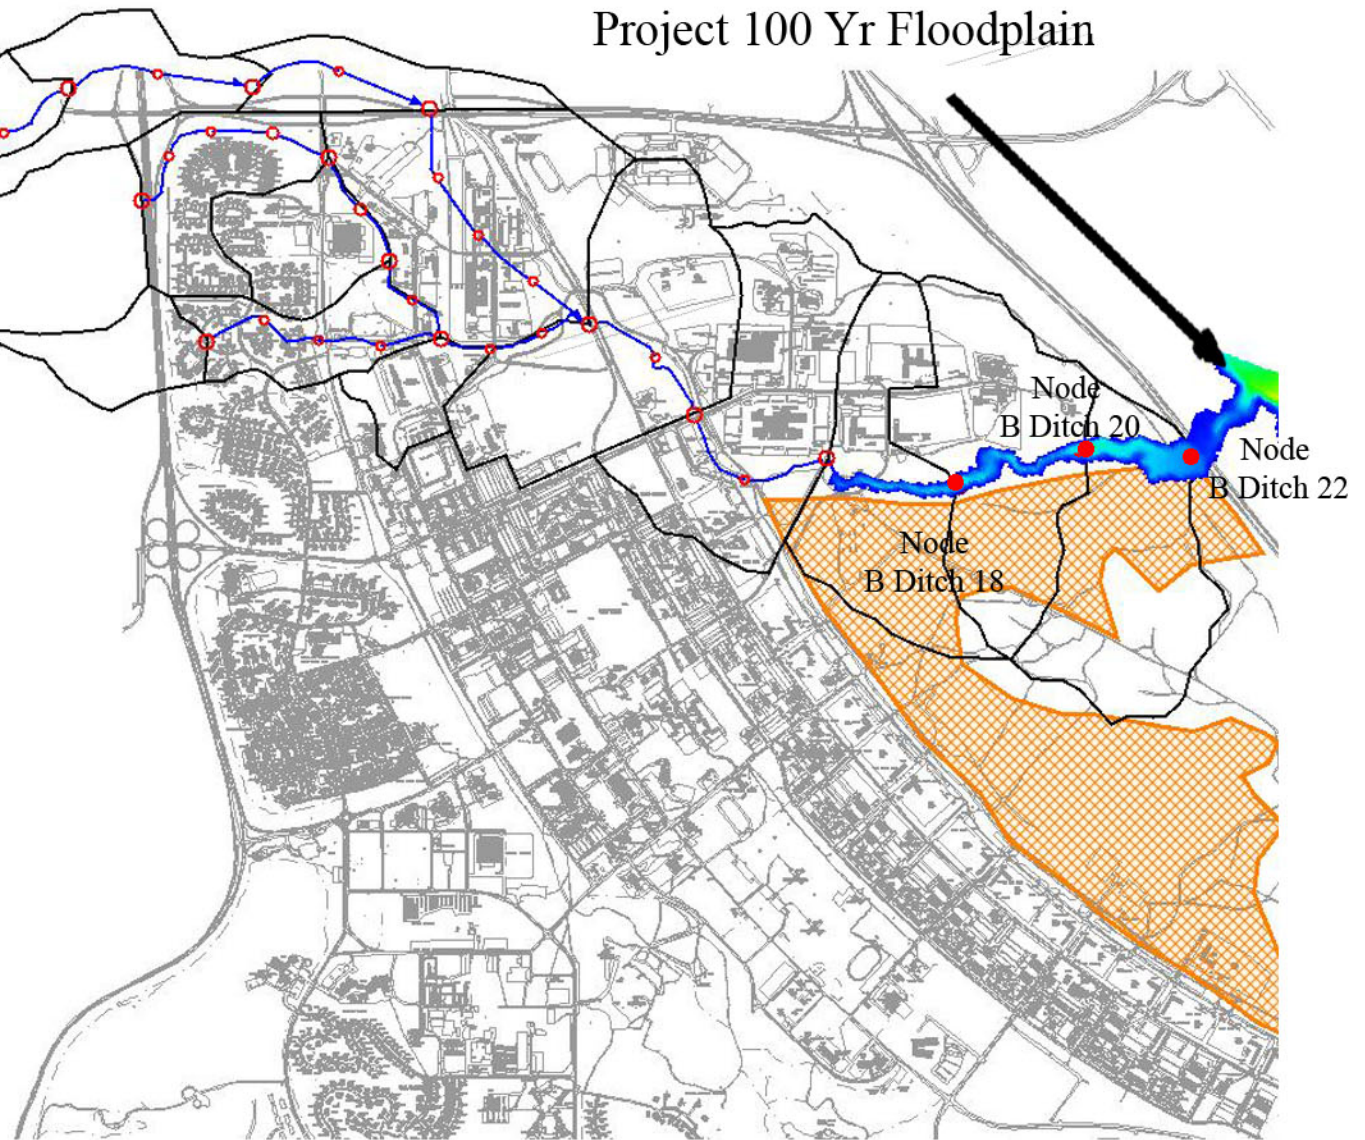 Project 100 Yr Floodplain
Node
B Ditch 20
Node
B Ditch 22
Node
B Ditch 18